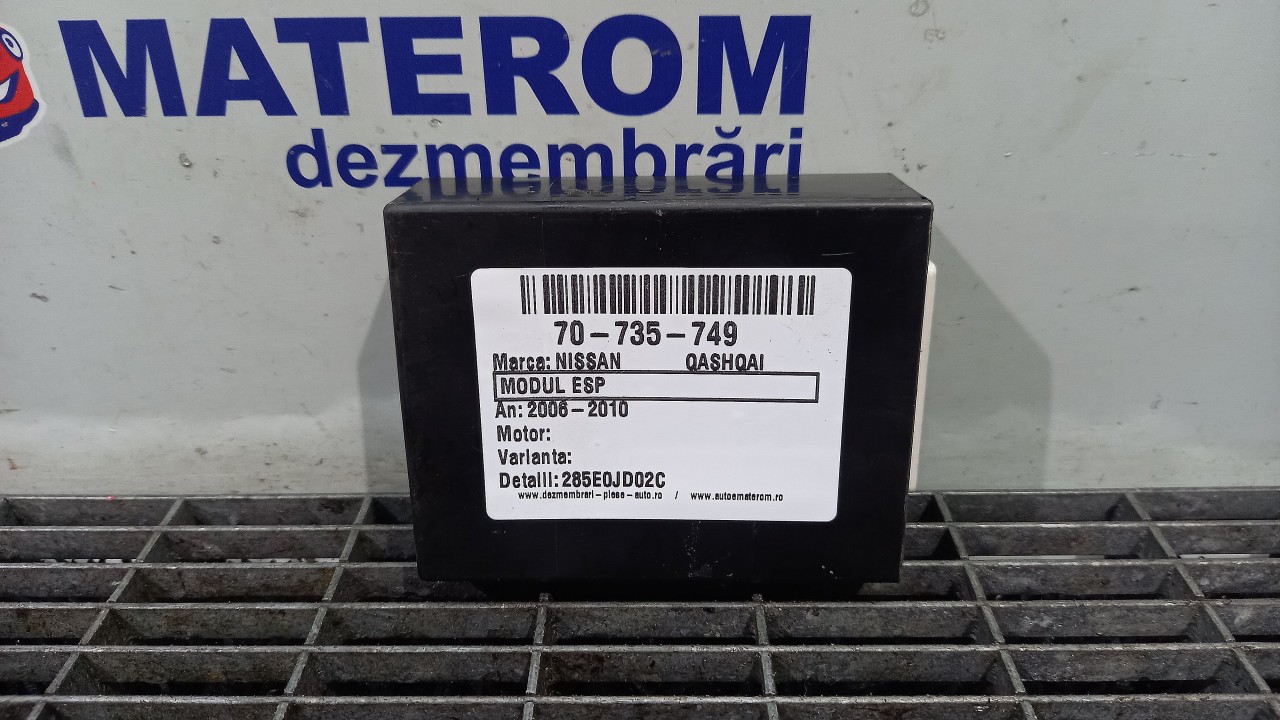 MATEROM
dezmembrări
70-735-749
Marca: NISSAN QASHQAI
MODUL ESP
An: 2006-2010
Motor:
Varianta:
Detalii: 285E0JD02C
www.dezmembrari-piese-auto.ro / www.autoematerom.ro